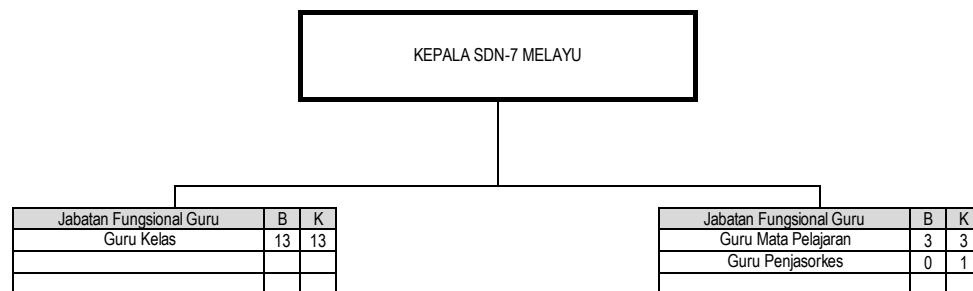 KEPALA SDN-7 MELAYU
Jabatan Fungsional Guru B K
Guru Kelas 13 13
Jabatan Fungsional Guru B K
Guru Mata Pelajaran 3 3
Guru Penjasorkes 0 1